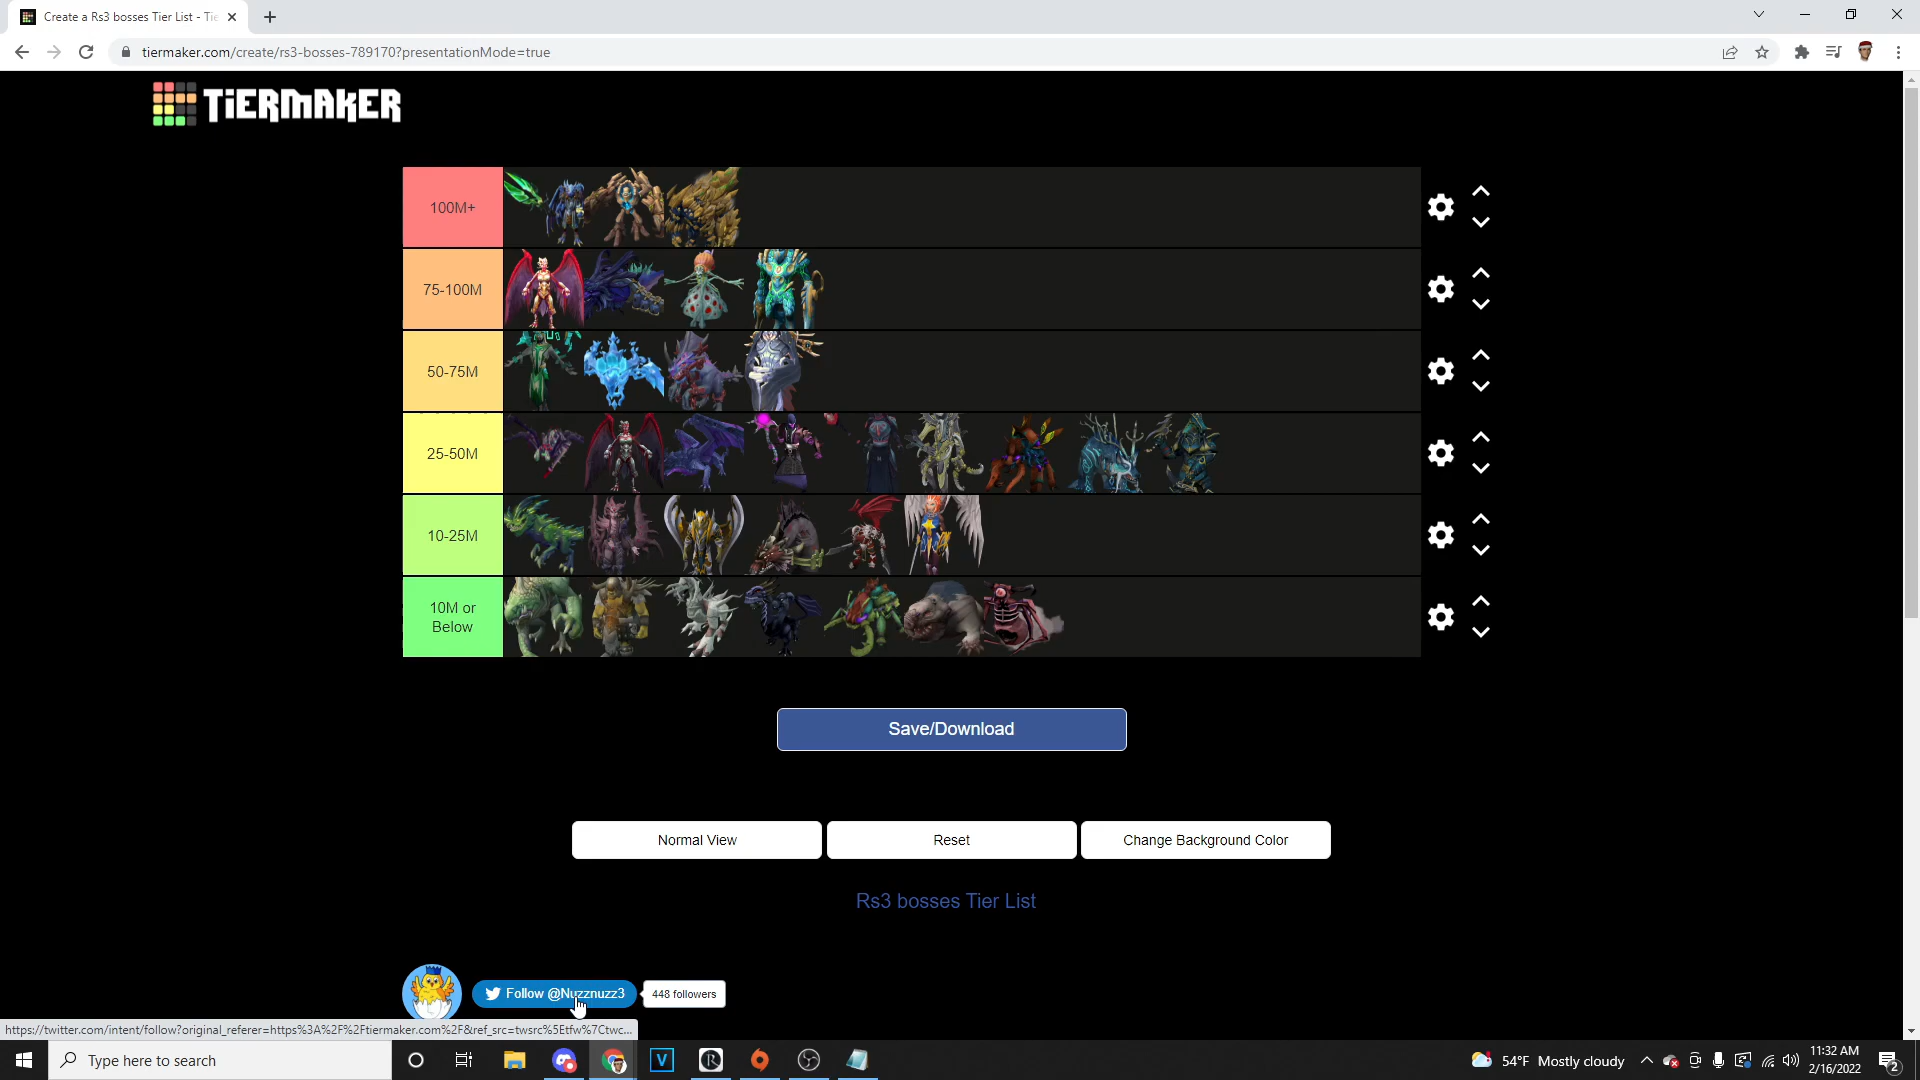 Create a Rs3 bosses Tier List - Tie
tiermaker.com/create/rs3-bosses-789170?presentationMode=true
TiERMAKER
100M+
75-100M
50-75M
25-50M
10-25M
10M or
Below
Save/Download
Normal View
Reset
Change Background Color
Rs3 bosses Tier List
Follow @Nuzznuzz3
448 followers
https://twitter.com/intent/follow?original_referer=https%3A%2F%2Ftiermaker.com%2F&ref_src=twsrc%5Etfw%7Ctwc...
Type here to search
V
R
54°F Mostly cloudy
11:32 AM
2/16/2022
2